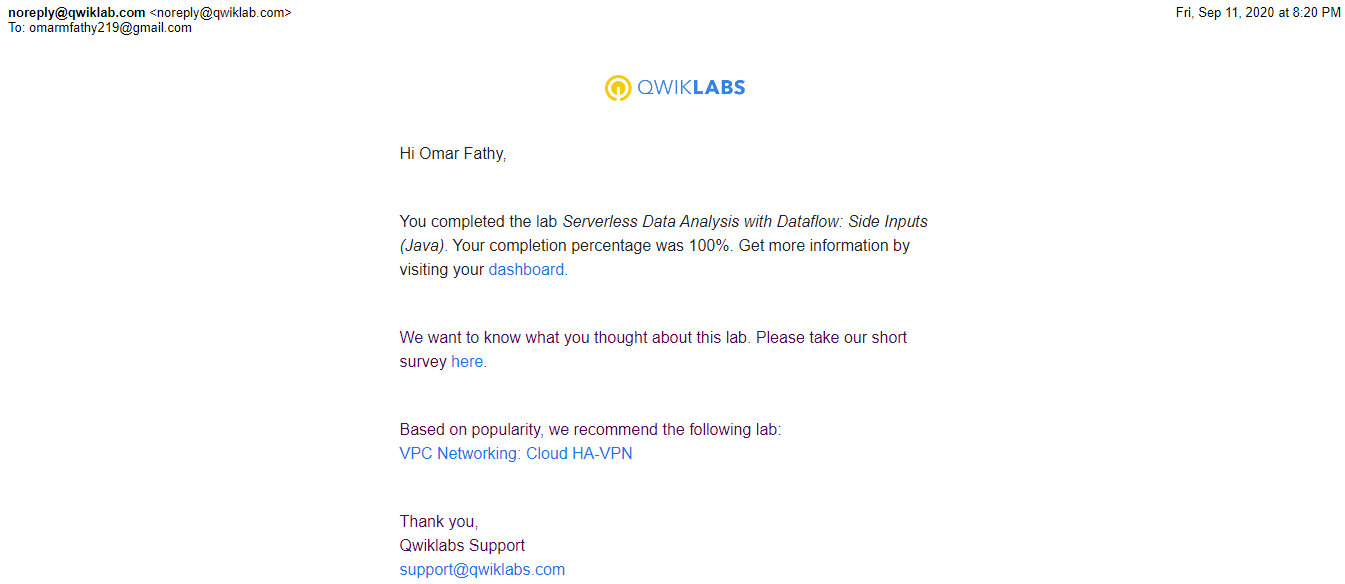 noreply@qwiklab.com <noreply@qwiklab.com>
Fri, Sep 11, 2020 at 8:20 PM
To: omarmfathy219@gmail.com
QWIKLABS
Hi Omar Fathy,
You completed the lab Serverless Data Analysis with Dataflow: Side Inputs
(Java). Your completion percentage was 100%. Get more information by
visiting your dashboard.
We want to know what you thought about this lab. Please take our short
survey here.
Based on popularity, we recommend the following lab:
VPC Networking: Cloud HA-VPN
Thank you,
Qwiklabs Support
support@qwiklabs.com